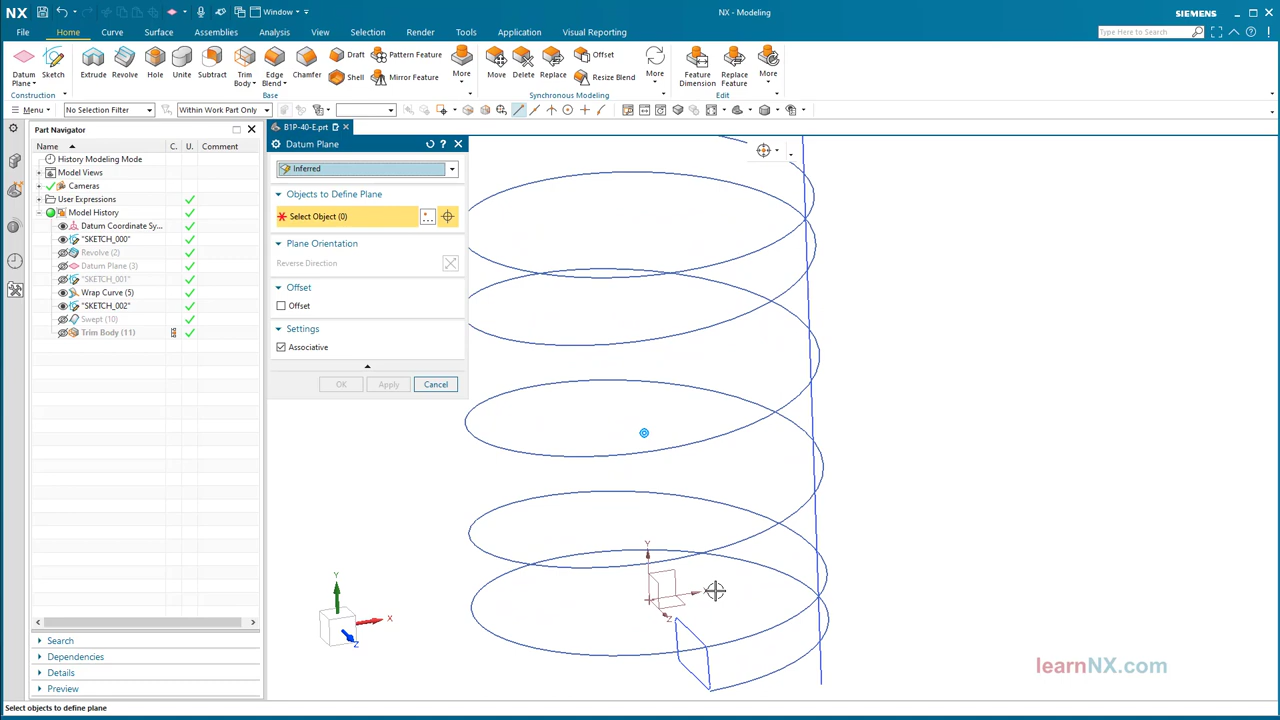 NX
Window
NX - Modeling
SIEMENS
File
Home
Curve
Surface
Assemblies
Analysis
View
Selection
Render
Tools
Application
Visual Reporting
Type Here to Search
Datum Plane
Sketch
Extrude
Revolve
Hole
Unite
Subtract
Trim Body
Edge Blend
Chamfer
Draft
Shell
Pattern Feature
Mirror Feature
More
Move
Delete
Replace
Offset
Resize Blend
More
Feature Dimension
Replace Feature
More
Construction
Base
Synchronous Modeling
Edit
Menu
No Selection Filter
Within Work Part Only
Part Navigator
Name
C.
U.
Comment
History Modeling Mode
Model Views
Cameras
User Expressions
Model History
Datum Coordinate Sy...
"SKETCH_000"
Revolve (2)
Datum Plane (3)
"SKETCH_001"
Wrap Curve (5)
"SKETCH_002"
Swept (10)
Trim Body (11)
Search
Dependencies
Details
Preview
B1P-40-E.prt
Datum Plane
Inferred
Objects to Define Plane
Select Object (0)
Plane Orientation
Reverse Direction
Offset
Offset
Settings
Associative
OK
Apply
Cancel
Y
X
Z
Y
Z
learnNX.com
Select objects to define plane